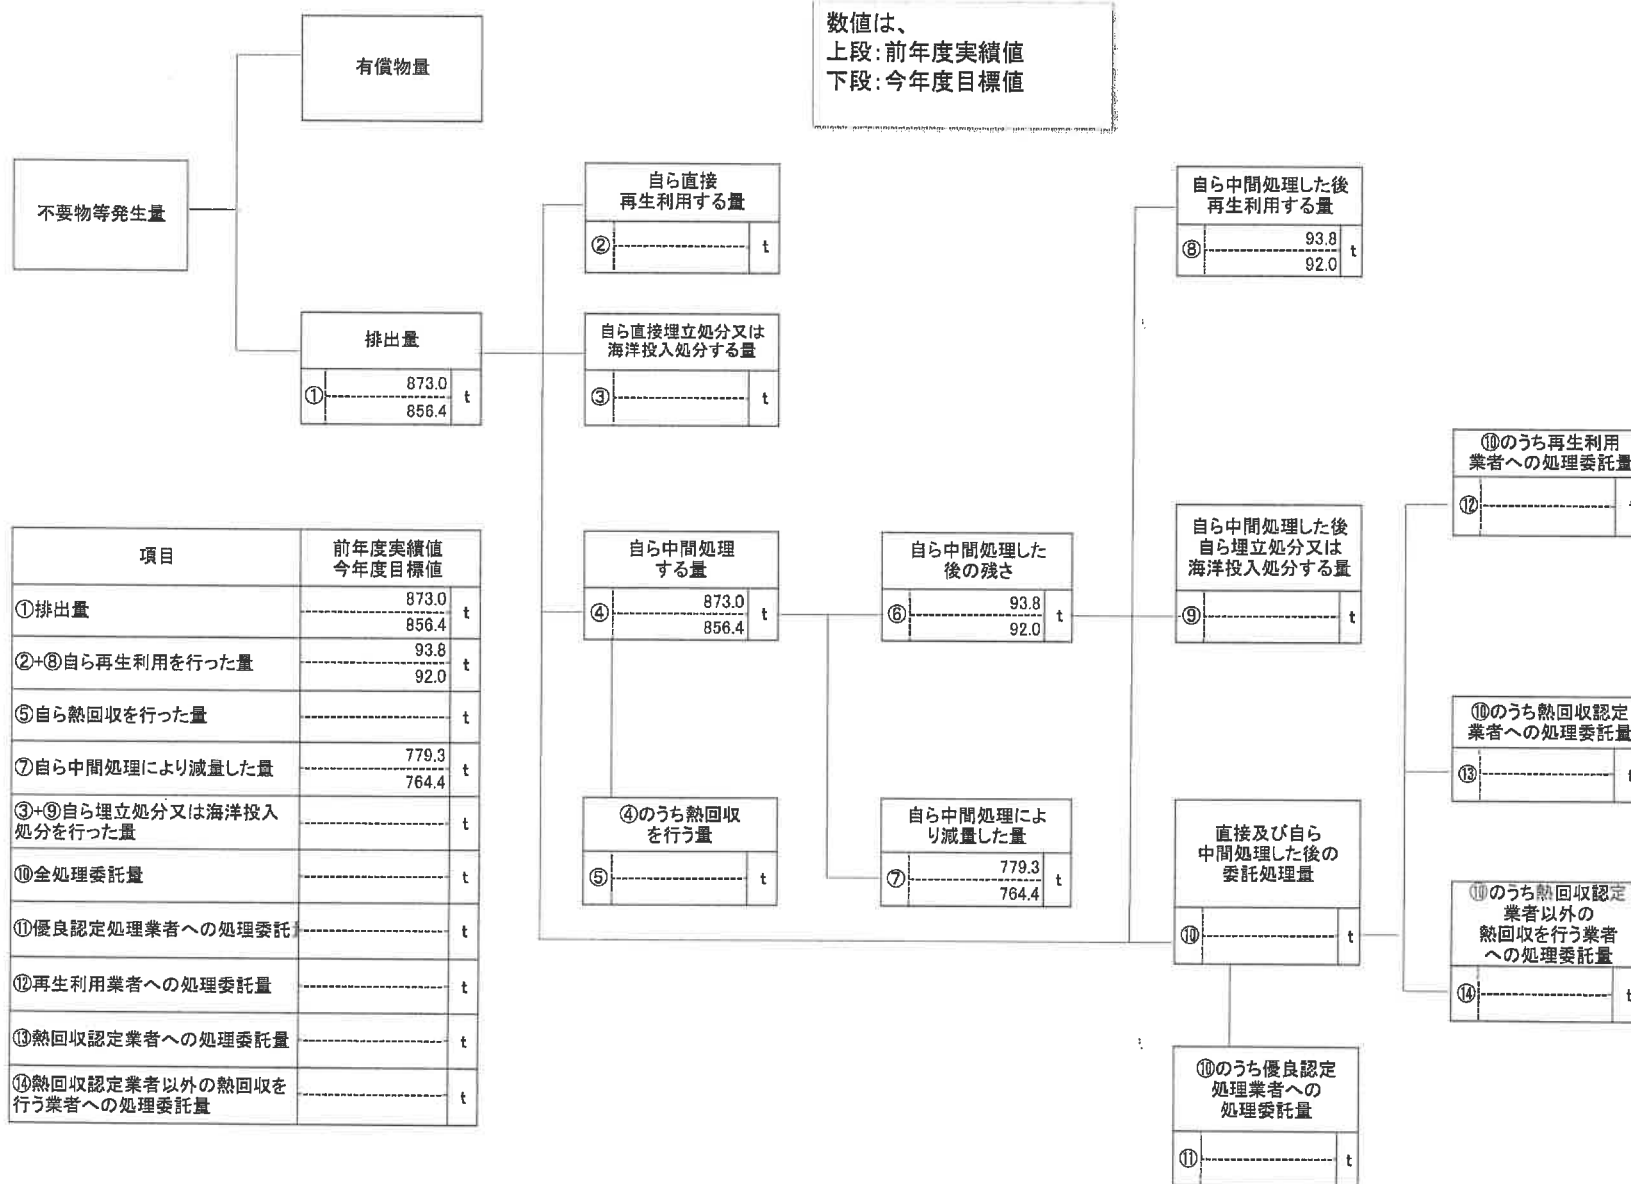 数値は、
上段:前年度実績値
下段:今年度目標値
有償物量
不要物等発生量
排出量
① 873.0 t
856.4
自ら直接
再生利用する量
② t
自ら直接埋立処分又は
海洋投入処分する量
③ t
自ら中間処理した後
再生利用する量
⑧ 93.8 t
92.0
自ら中間処理
する量
④ 873.0 t
856.4
自ら中間処理した
後の残さ
⑥ 93.8 t
92.0
自ら中間処理した後
自ら埋立処分又は
海洋投入処分する量
⑨ t
⑩のうち再生利用
業者への処理委託量
⑫
⑩のうち熱回収認定
業者への処理委託量
⑬ t
④のうち熱回収
を行う量
⑤ t
自ら中間処理によ
り減量した量
⑦ 779.3 t
764.4
直接及び自ら
中間処理した後の
委託処理量
⑩ t
⑩のうち熱回収認定
業者以外の
熱回収を行う業者
への処理委託量
⑭ t
⑩のうち優良認定
処理業者への
処理委託量
⑪ t
項目 前年度実績値
今年度目標値
①排出量 873.0 t
856.4
②+⑧自ら再生利用を行った量 93.8 t
92.0
⑤自ら熱回収を行った量 t
⑦自ら中間処理により減量した量 779.3 t
764.4
③+⑨自ら埋立処分又は海洋投入
処分を行った量 t
⑩全処理委託量 t
⑪優良認定処理業者への処理委託 t
⑫再生利用業者への処理委託量 t
⑬熱回収認定業者への処理委託量 t
⑭熱回収認定業者以外の熱回収を
行う業者への処理委託量 t